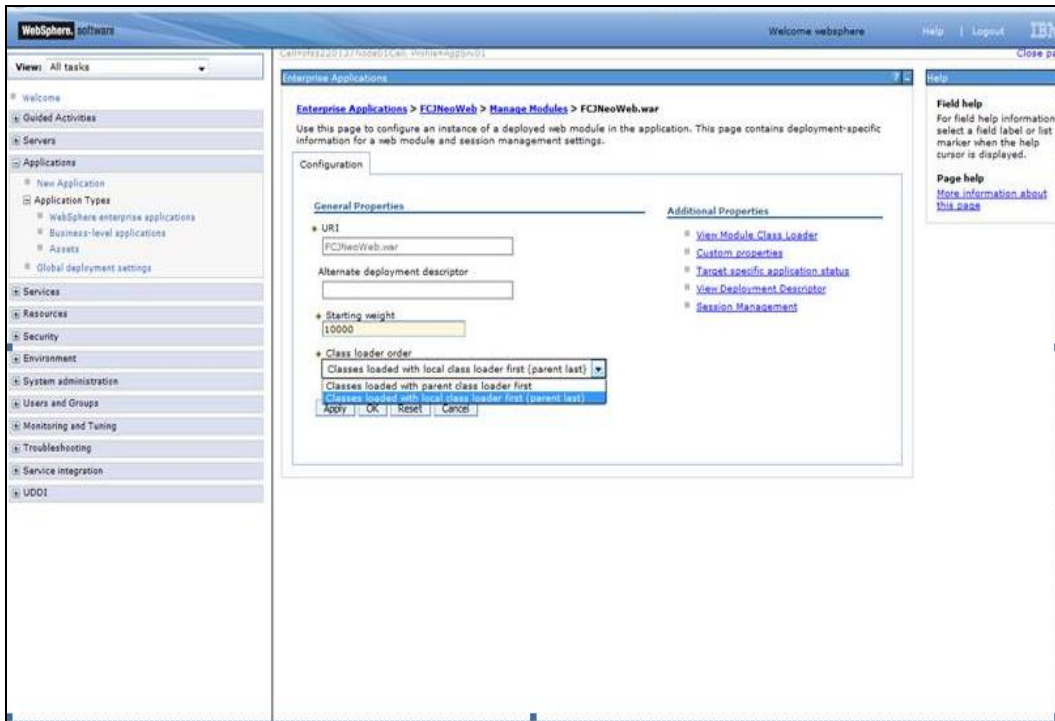 WebSphere. software
Welcome websphere
Help | Logout
IBM
View: All tasks
Welcome
Guided Activities
Servers
Applications
New Application
Application Types
WebSphere enterprise applications
Business-level applications
Assets
Global deployment settings
Services
Resources
Security
Environment
System administration
Users and Groups
Monitoring and Tuning
Troubleshooting
Service integration
UDDI
Close pa
Enterprise Applications
? -
Enterprise Applications > FCJNeoWeb > Manage Modules > FCJNeoWeb.war
Use this page to configure an instance of a deployed web module in the application. This page contains deployment-specific
information for a web module and session management settings.
Configuration
General Properties
URI
FCJNeoWeb.war
Alternate deployment descriptor
Starting weight
10000
Class loader order
Classes loaded with local class loader first (parent last)
Classes loaded with parent class loader first
Classes loaded with local class loader first (parent last)
Apply OK Reset Cancel
Additional Properties
View Module Class Loader
Custom properties
Target specific application status
View Deployment Descriptor
Session Management
Help
Field help
For field help information,
select a field label or list
marker when the help
cursor is displayed.
Page help
More information about
this page